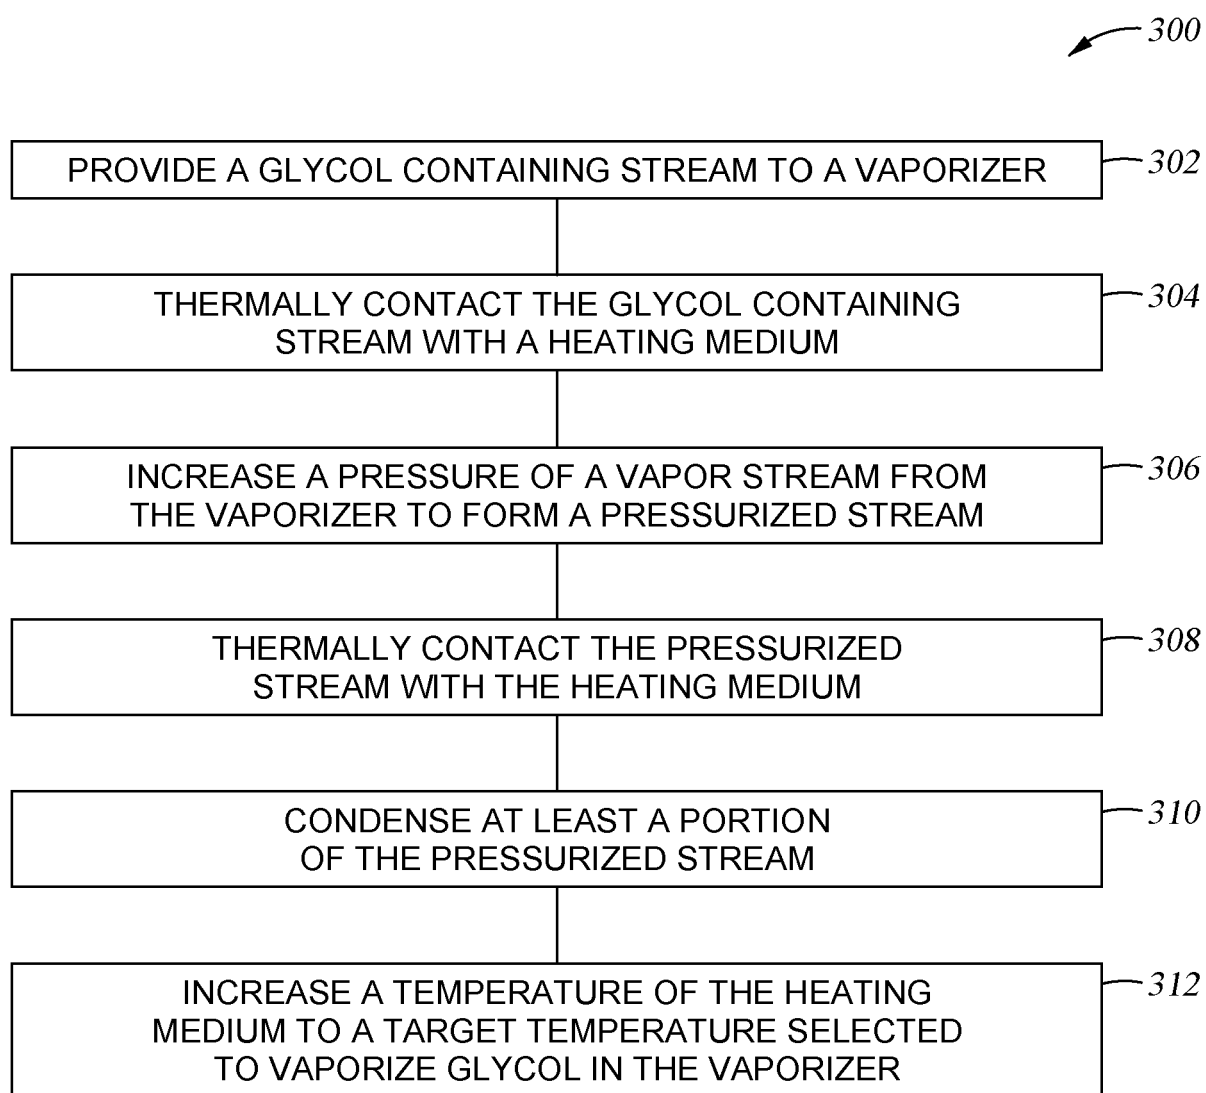 300
PROVIDE A GLYCOL CONTAINING STREAM TO A VAPORIZER
302
THERMALLY CONTACT THE GLYCOL CONTAINING
STREAM WITH A HEATING MEDIUM
304
INCREASE A PRESSURE OF A VAPOR STREAM FROM
THE VAPORIZER TO FORM A PRESSURIZED STREAM
306
THERMALLY CONTACT THE PRESSURIZED
STREAM WITH THE HEATING MEDIUM
308
CONDENSE AT LEAST A PORTION
OF THE PRESSURIZED STREAM
310
INCREASE A TEMPERATURE OF THE HEATING
MEDIUM TO A TARGET TEMPERATURE SELECTED
TO VAPORIZE GLYCOL IN THE VAPORIZER
312